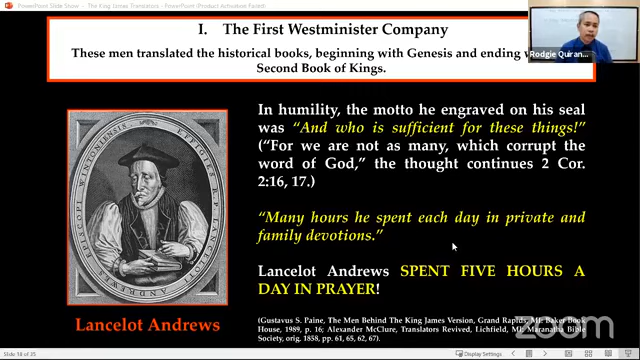 PowerPoint Slide Show - The King James Translators - PowerPoint (Product Activation Failed)
I. The First Westminister Company
These men translated the historical books, beginning with Genesis and ending
Second Book of Kings.
Rodgie Quiran...
In humility, the motto he engraved on his seal
was "And who is sufficient for these things!"
("For we are not as many, which corrupt the
word of God," the thought continues 2 Cor.
2:16, 17.)
"Many hours he spent each day in private and
family devotions."
Lancelot Andrews SPENT FIVE HOURS A
DAY IN PRAYER!
Lancelot Andrews
(Gustavus S. Paine, The Men Behind The King James Version, Grand Rapids, MI: Baker Book
House, 1989, p. 16; Alexander McClure, Translators Revived, Lichfield, MI: Maranatha Bible
Society, orig. 1858, pp. 61, 65, 62, 67).
zoom
Slide 18 of 35
Display Settings